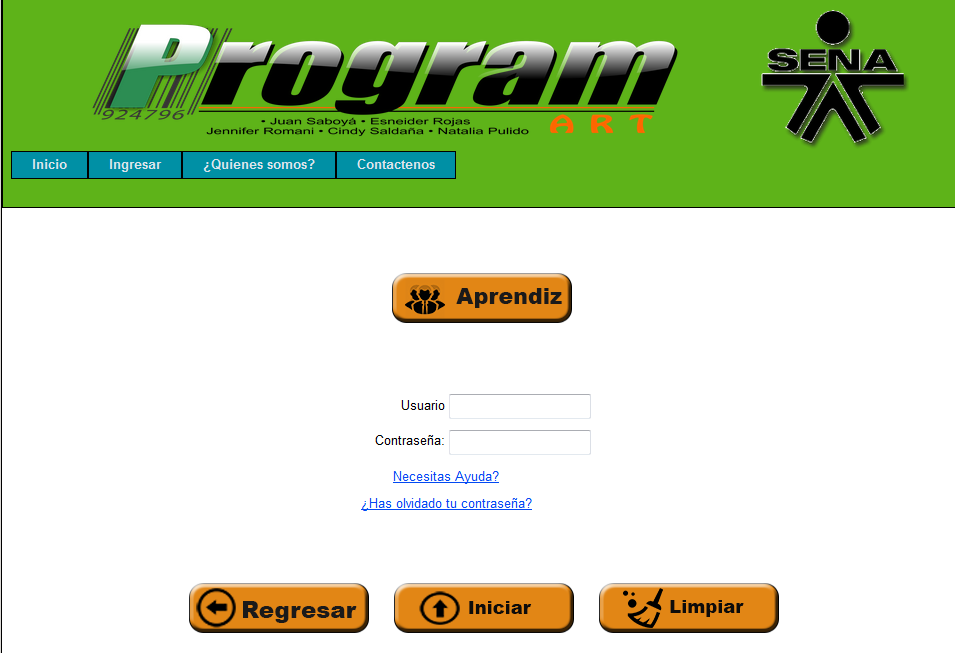 Program
924796
• Juan Saboyá • Esneider Rojas
Jennifer Romani • Cindy Saldaña • Natalia Pulido
ART
SENA
Inicio Ingresar ¿Quienes somos? Contactenos
Aprendiz
Usuario
Contraseña:
Necesitas Ayuda?
¿Has olvidado tu contraseña?
Regresar Iniciar Limpiar